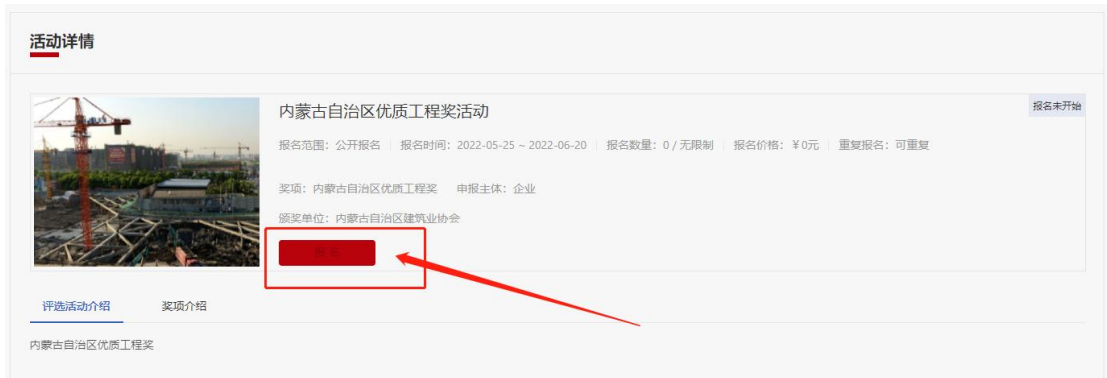 活动详情
内蒙古自治区优质工程奖活动
报名未开始
报名范围：公开报名 报名时间：2022-05-25 ~ 2022-06-20 报名数量：0 / 无限制 报名价格：￥0元 重复报名：可重复
奖项：内蒙古自治区优质工程奖 申报主体：企业
颁奖单位：内蒙古自治区建筑业协会
报名
评选活动介绍 奖项介绍
内蒙古自治区优质工程奖